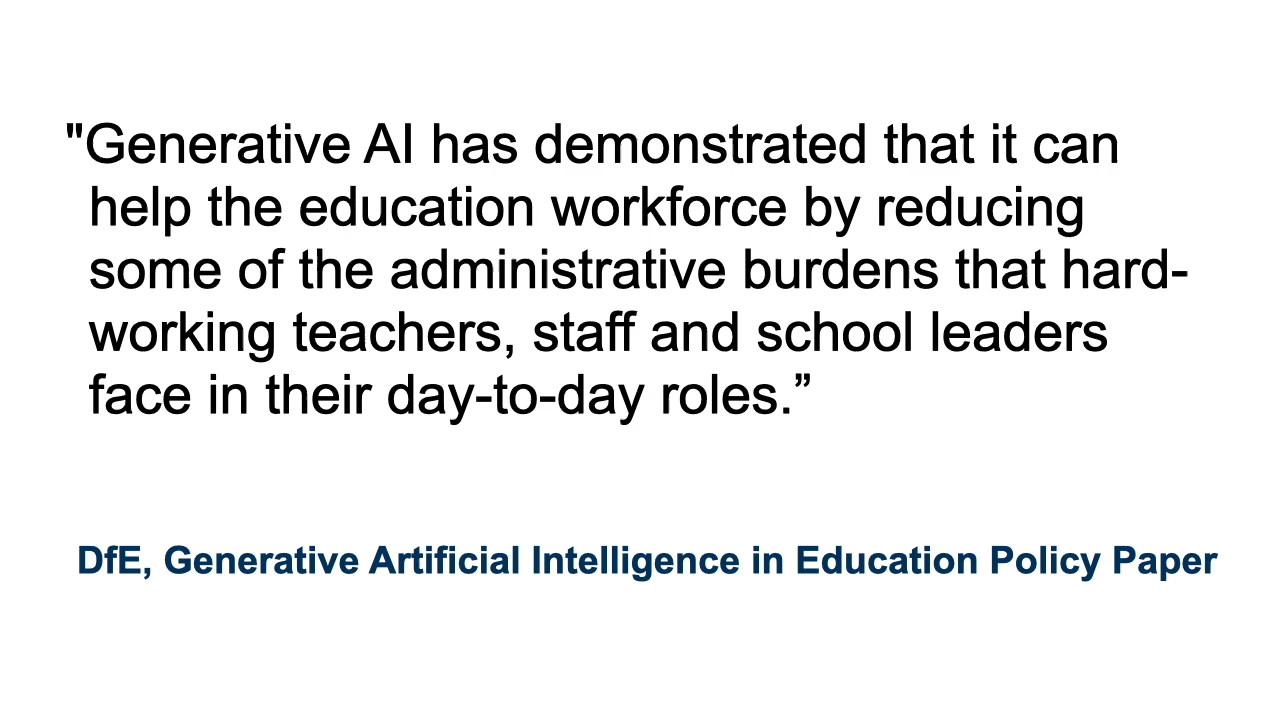 "Generative AI has demonstrated that it can
help the education workforce by reducing
some of the administrative burdens that hard-
working teachers, staff and school leaders
face in their day-to-day roles.”
DfE, Generative Artificial Intelligence in Education Policy Paper